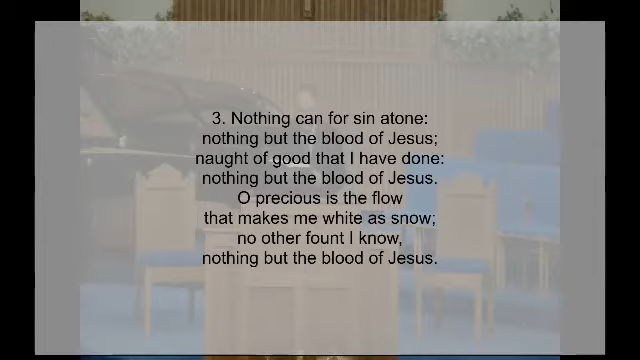 3. Nothing can for sin atone:
nothing but the blood of Jesus;
naught of good that I have done:
nothing but the blood of Jesus.
O precious is the flow
that makes me white as snow;
no other fount I know,
nothing but the blood of Jesus.